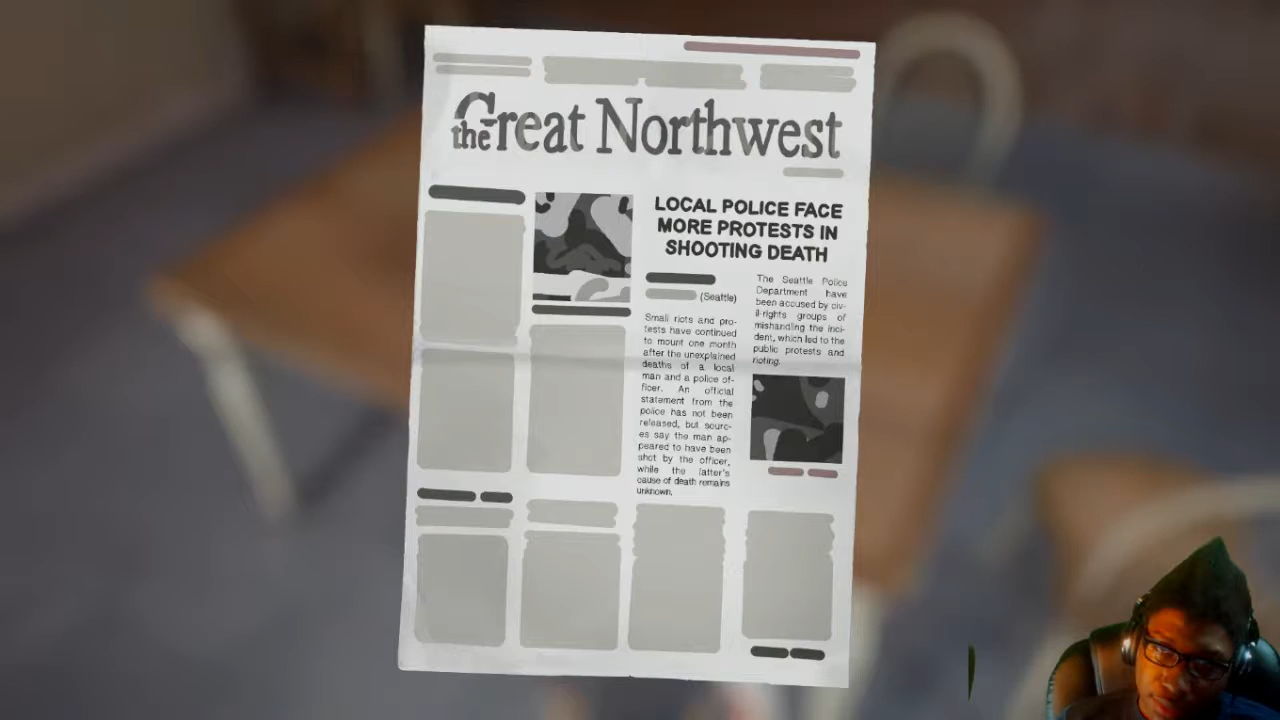 the Great Northwest
LOCAL POLICE FACE
MORE PROTESTS IN
SHOOTING DEATH
(Seattle)
Small riots and pro-
tests have continued
to mount one month
after the unexplained
deaths of a local
man and a police of-
ficer. An official
statement from the
police has not been
released, but sourc-
es say the man ap-
peared to have been
shot by the officer,
while the latter's
cause of death remains
unknown.
The Seattle Police
Department have
been accused by civ-
il-rights groups of
mishandling the inci-
dent, which led to the
public protests and
rioting.